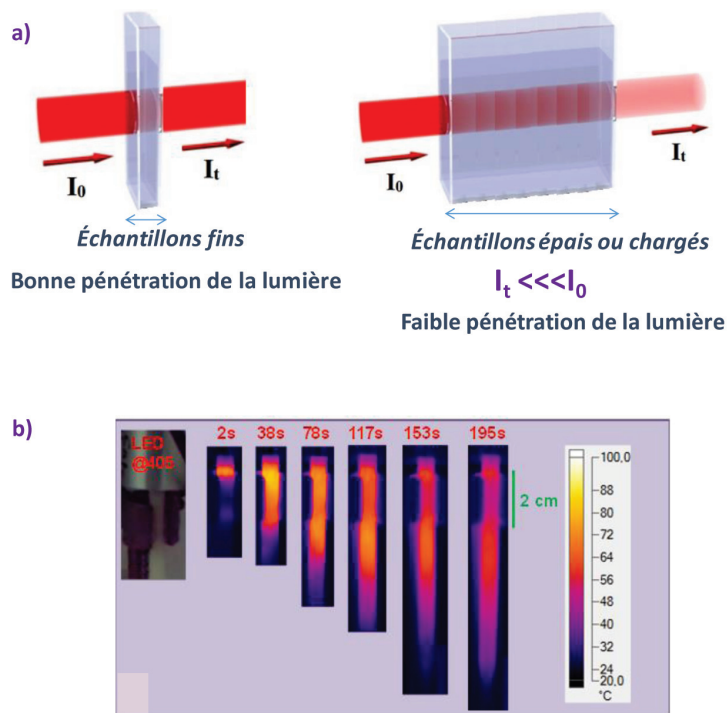 a)
I0
It
I0
It
Échantillons fins
Échantillons épais ou chargés
Bonne pénétration de la lumière
It <<<I0
Faible pénétration de la lumière
b)
LED
@405
2s 38s 78s 117s 153s 195s
2 cm
100,0
88
80
72
64
56
48
40
32
24
20,0
°C